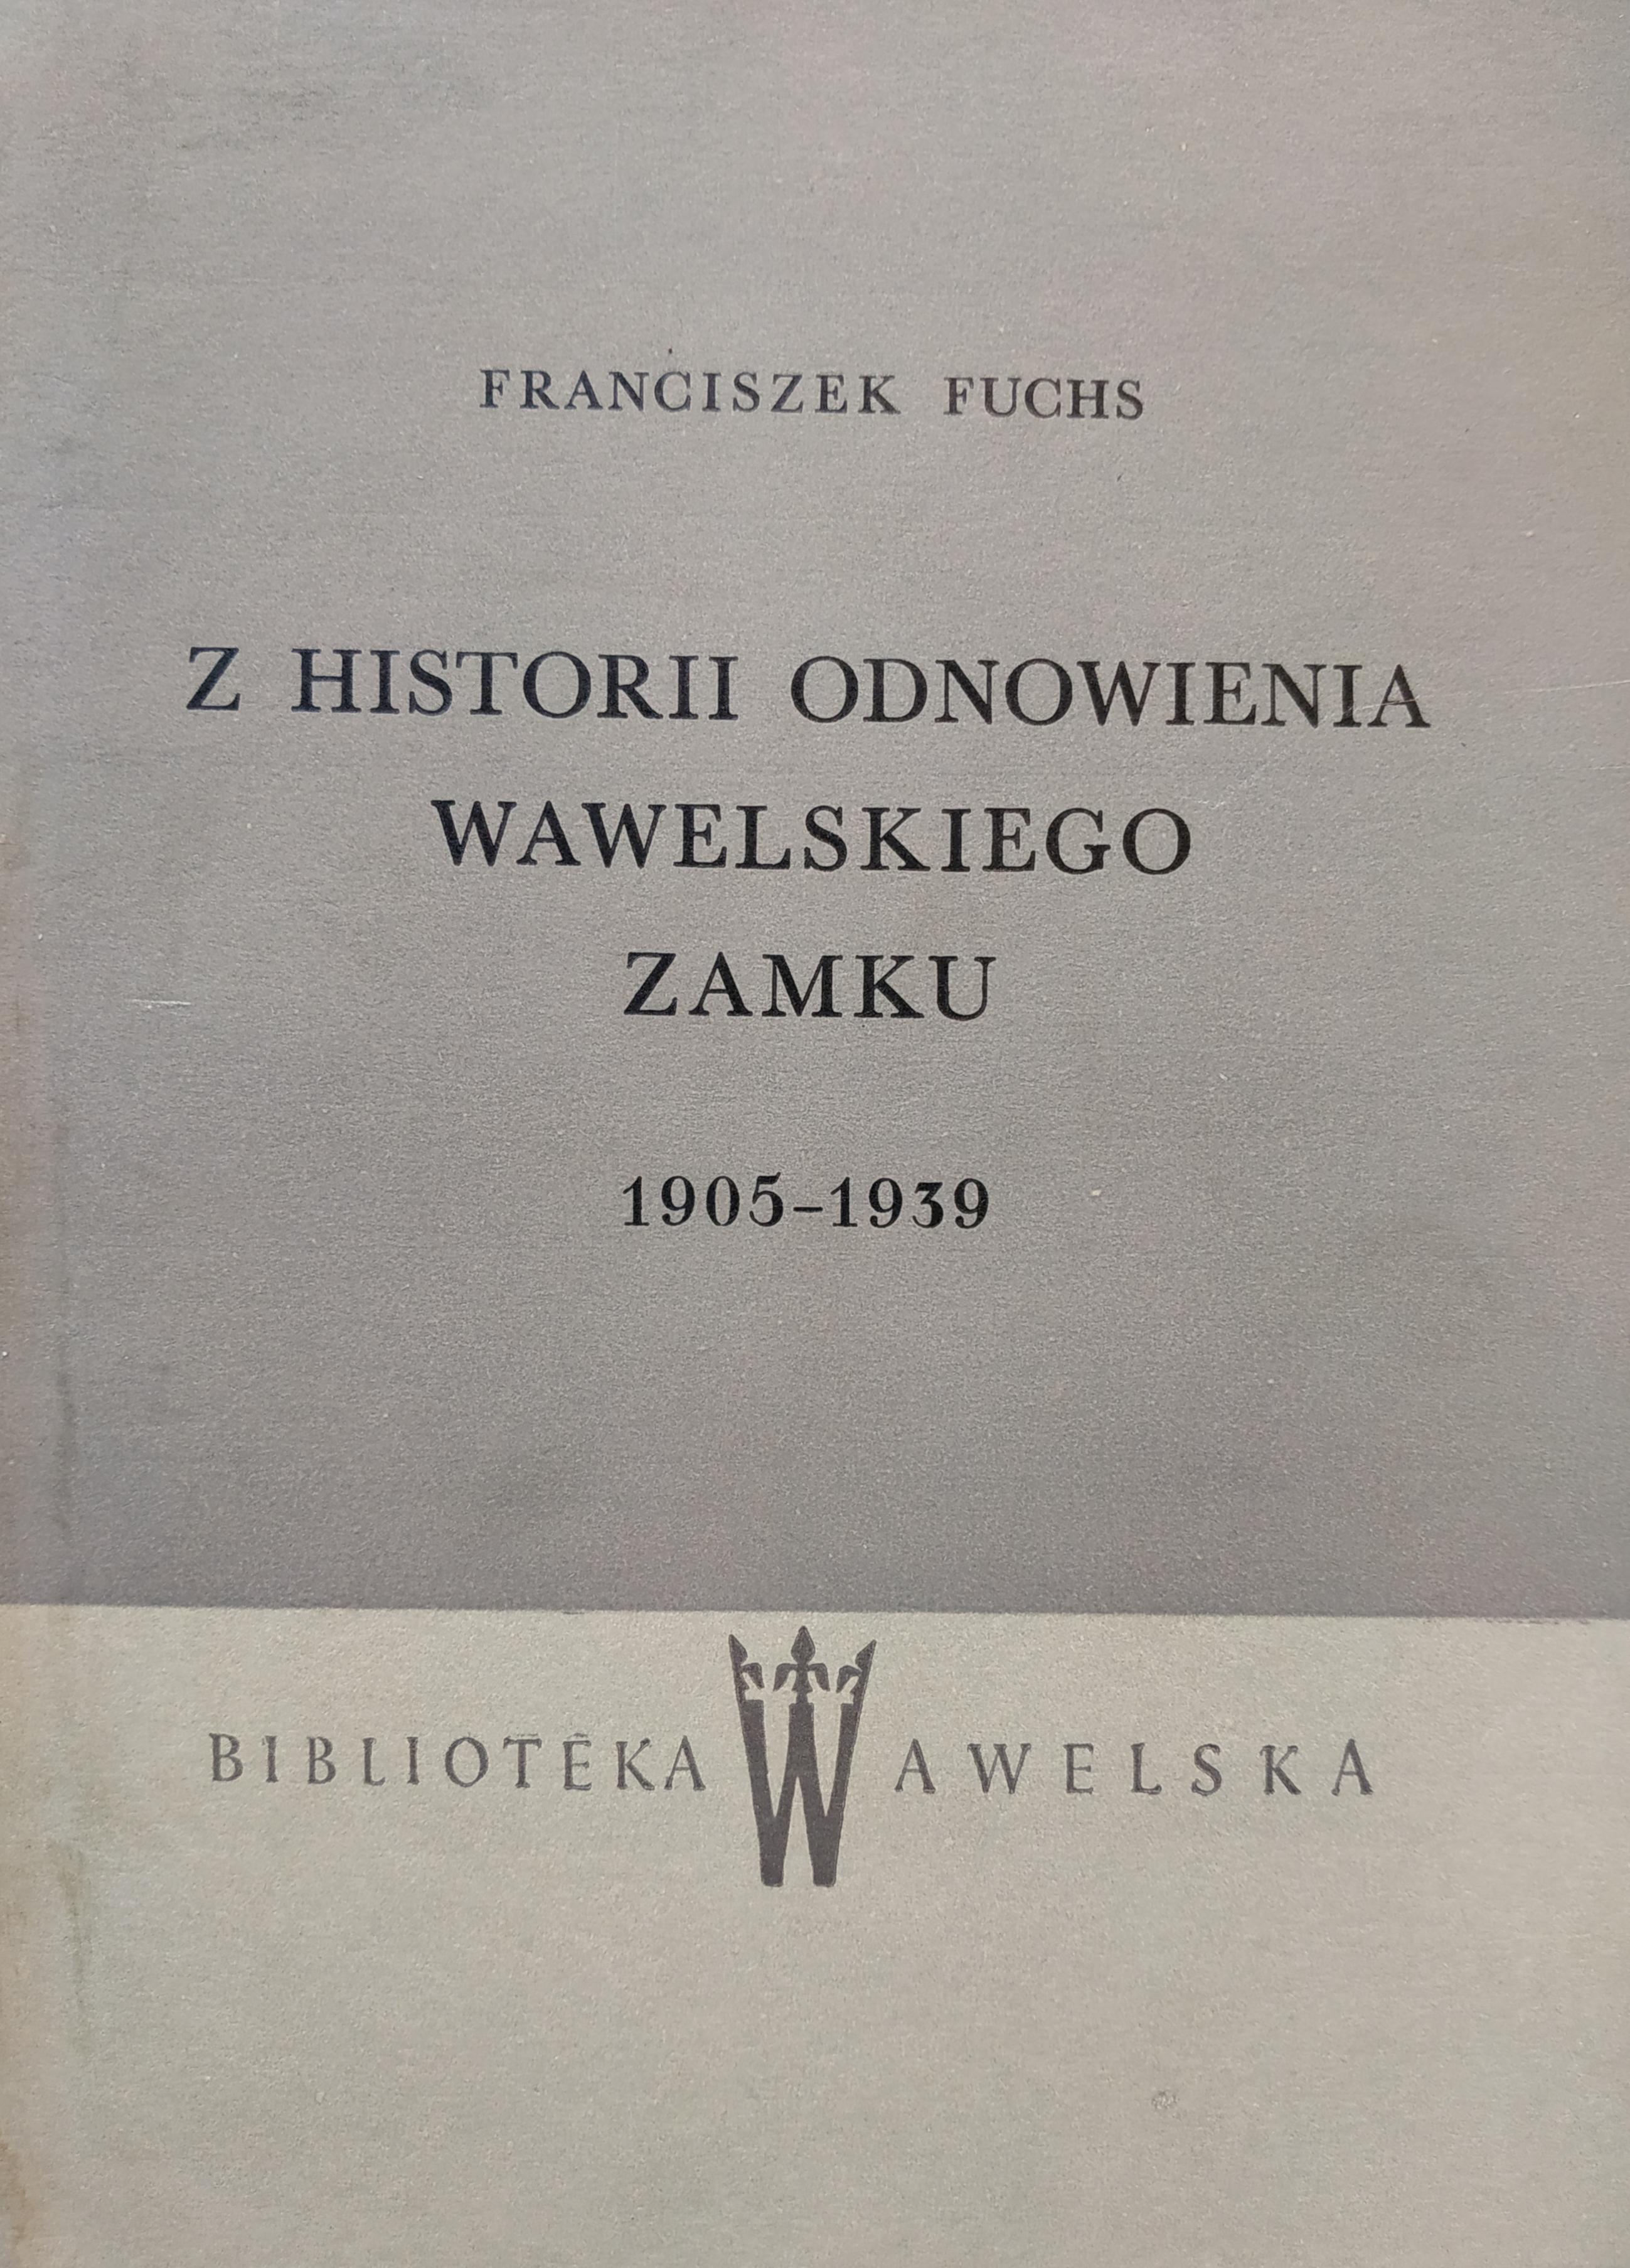 FRANCISZEK FUCHS
Z HISTORII ODNOWIENIA
WAWELSKIEGO
ZAMKU
1905–1939
BIBLIOTEKA WAWELSKA